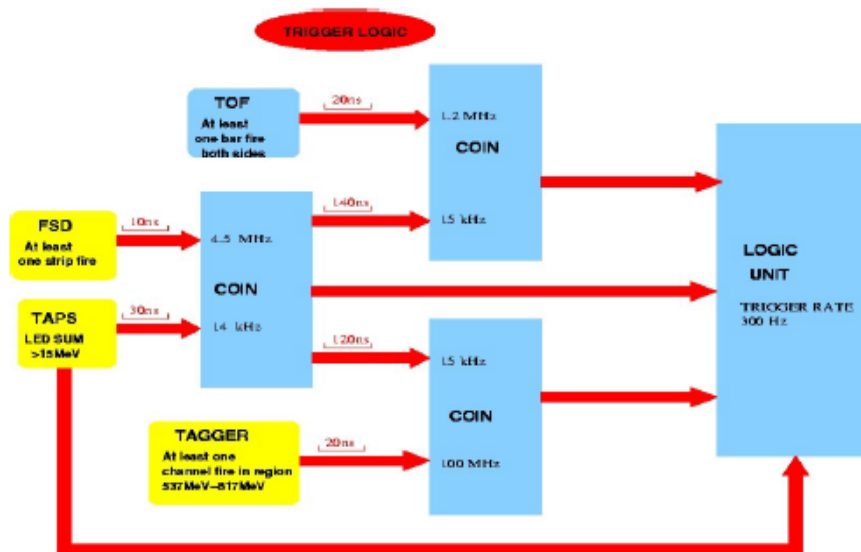 TRIGGER LOGIC
TOF
At least
one bar fire
both sides
20ns
1.2 MHz
COIN
15 kHz
FSD
At least
one strip fire
10ns
4.5 MHz
COIN
14 kHz
140ns
TAPS
LED SUM
>15MeV
30ns
120ns
15 kHz
COIN
100 MHz
TAGGER
At least one
channel fire in region
537MeV-817MeV
20ns
LOGIC
UNIT
TRIGGER RATE
300 Hz